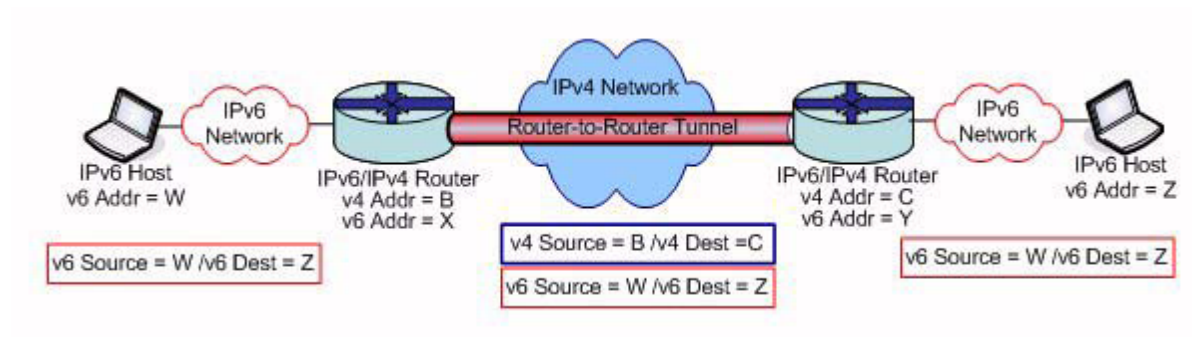 IPv6
Network
IPv4 Network
IPv6
Network
Router-to-Router Tunnel
IPv6 Host
v6 Addr = W
IPv6/IPv4 Router
v4 Addr = B
v6 Addr = X
IPv6/IPv4 Router
v4 Addr = C
v6 Addr = Y
IPv6 Host
v6 Addr = Z
v6 Source = W /v6 Dest = Z
v4 Source = B /v4 Dest =C
v6 Source = W /v6 Dest = Z
v6 Source = W /v6 Dest = Z